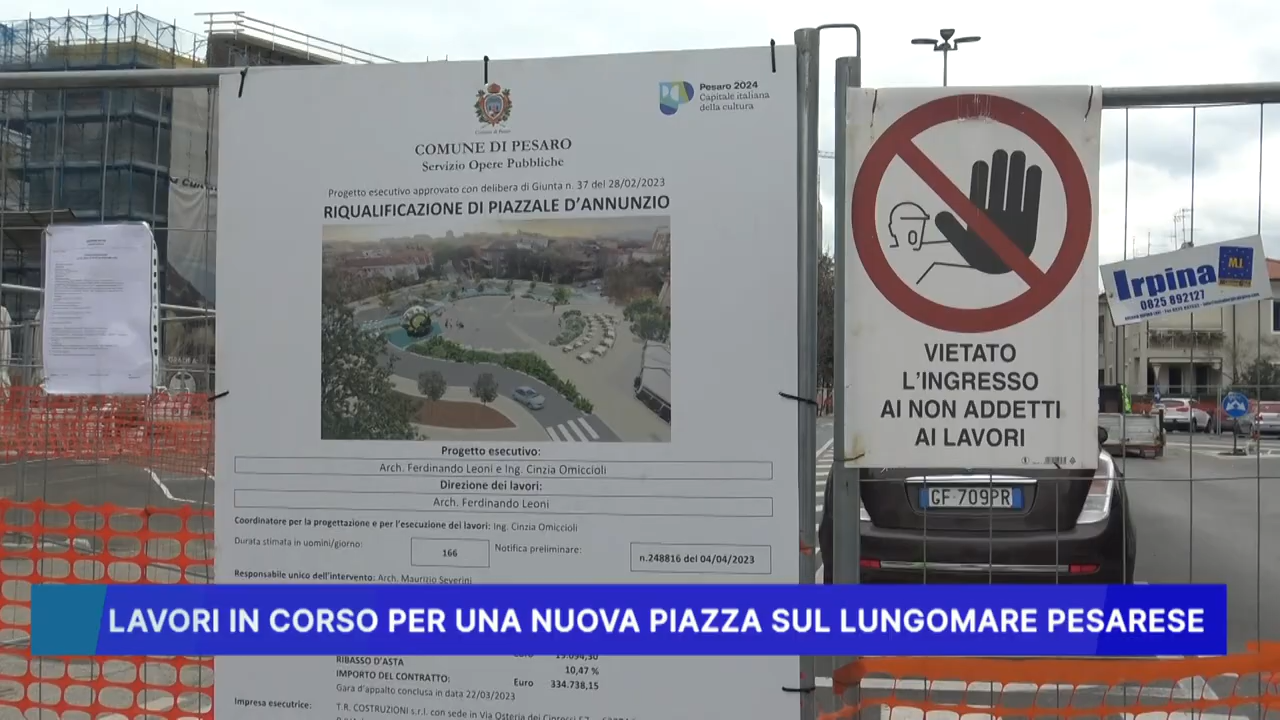 Pesaro 2024
Capitale italiana
della cultura
Comune di Pesaro
COMUNE DI PESARO
Servizio Opere Pubbliche
Progetto esecutivo approvato con delibera di Giunta n. 37 del 28/02/2023
RIQUALIFICAZIONE DI PIAZZALE D'ANNUNZIO
Progetto esecutivo:
Arch. Ferdinando Leoni e Ing. Cinzia Omiccioli
Direzione dei lavori:
Arch. Ferdinando Leoni
Coordinatore per la progettazione e per l'esecuzione dei lavori: Ing. Cinzia Omiccioli
Durata stimata in uomini/giorno: 166 Notifica preliminare: n.248816 del 04/04/2023
Responsabile unico dell'intervento: Arch. Maurizio Severini
LAVORI IN CORSO PER UNA NUOVA PIAZZA SUL LUNGOMARE PESARESE
RIBASSO D'ASTA 10,47 %
IMPORTO DEL CONTRATTO: Euro 334.738,15
Gara d'appalto conclusa in data 22/03/2023
Impresa esecutrice: T.R. COSTRUZIONI s.r.l. con sede in Via Osteria dei Cipressi
VIETATO
L'INGRESSO
AI NON ADDETTI
AI LAVORI
Irpina M.I.
0825 892127
GF 709PR